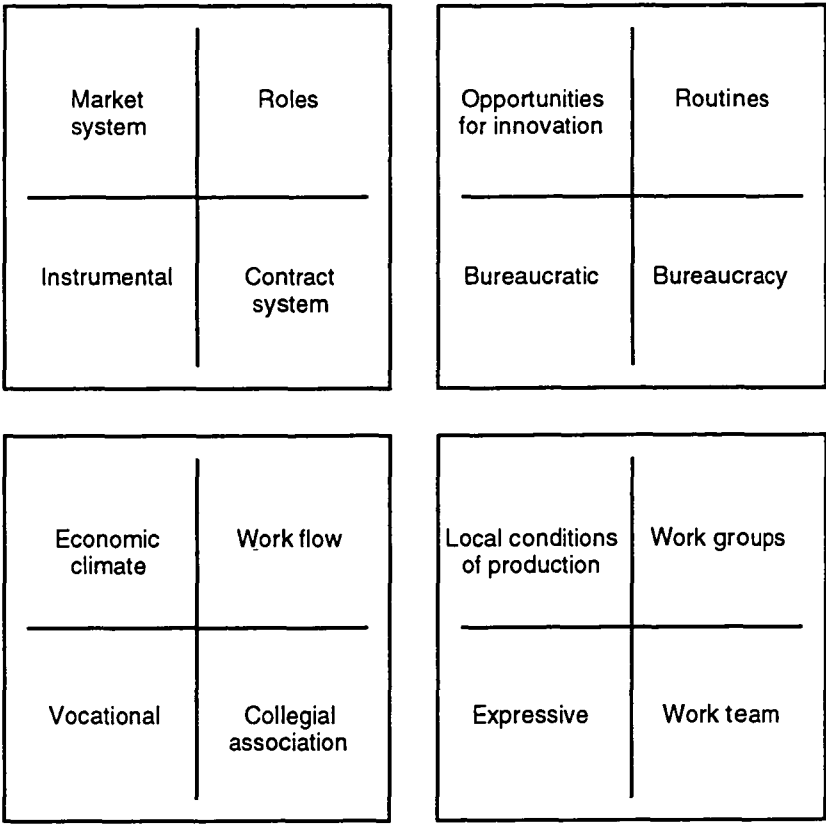 Market
system
Roles
Instrumental
Contract
system
Opportunities
for innovation
Routines
Bureaucratic
Bureaucracy
Economic
climate
Work flow
Vocational
Collegial
association
Local conditions
of production
Work groups
Expressive
Work team